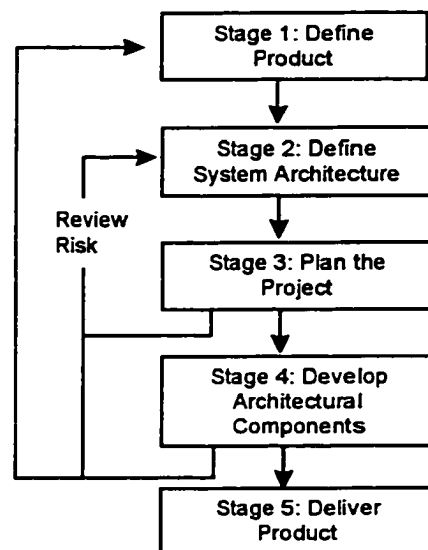 Stage 1: Define
Product
Stage 2: Define
System Architecture
Review
Risk
Stage 3: Plan the
Project
Stage 4: Develop
Architectural
Components
Stage 5: Deliver
Product